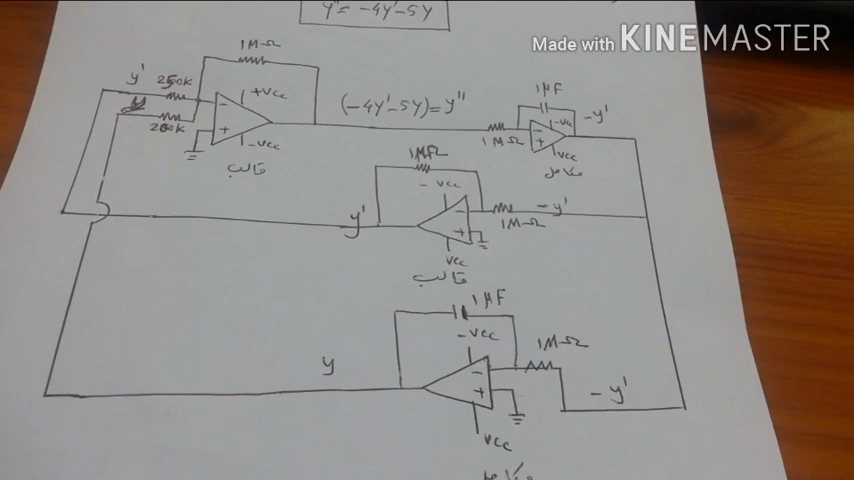 y" = -4y'-5y
Made with KINEMASTER
1MΩ
y' 250k
y
200k
+Vcc
-
+
-Vcc
قالب
(-4y'-5y)=y"
1MΩ
1µF
-Vcc
-
+
Vcc
-y'
مكامل
1MΩ
-Vcc
-
+
Vcc
1MΩ
-y'
y'
قالب
1µF
-Vcc
-
+
Vcc
1MΩ
-y'
y
مكامل